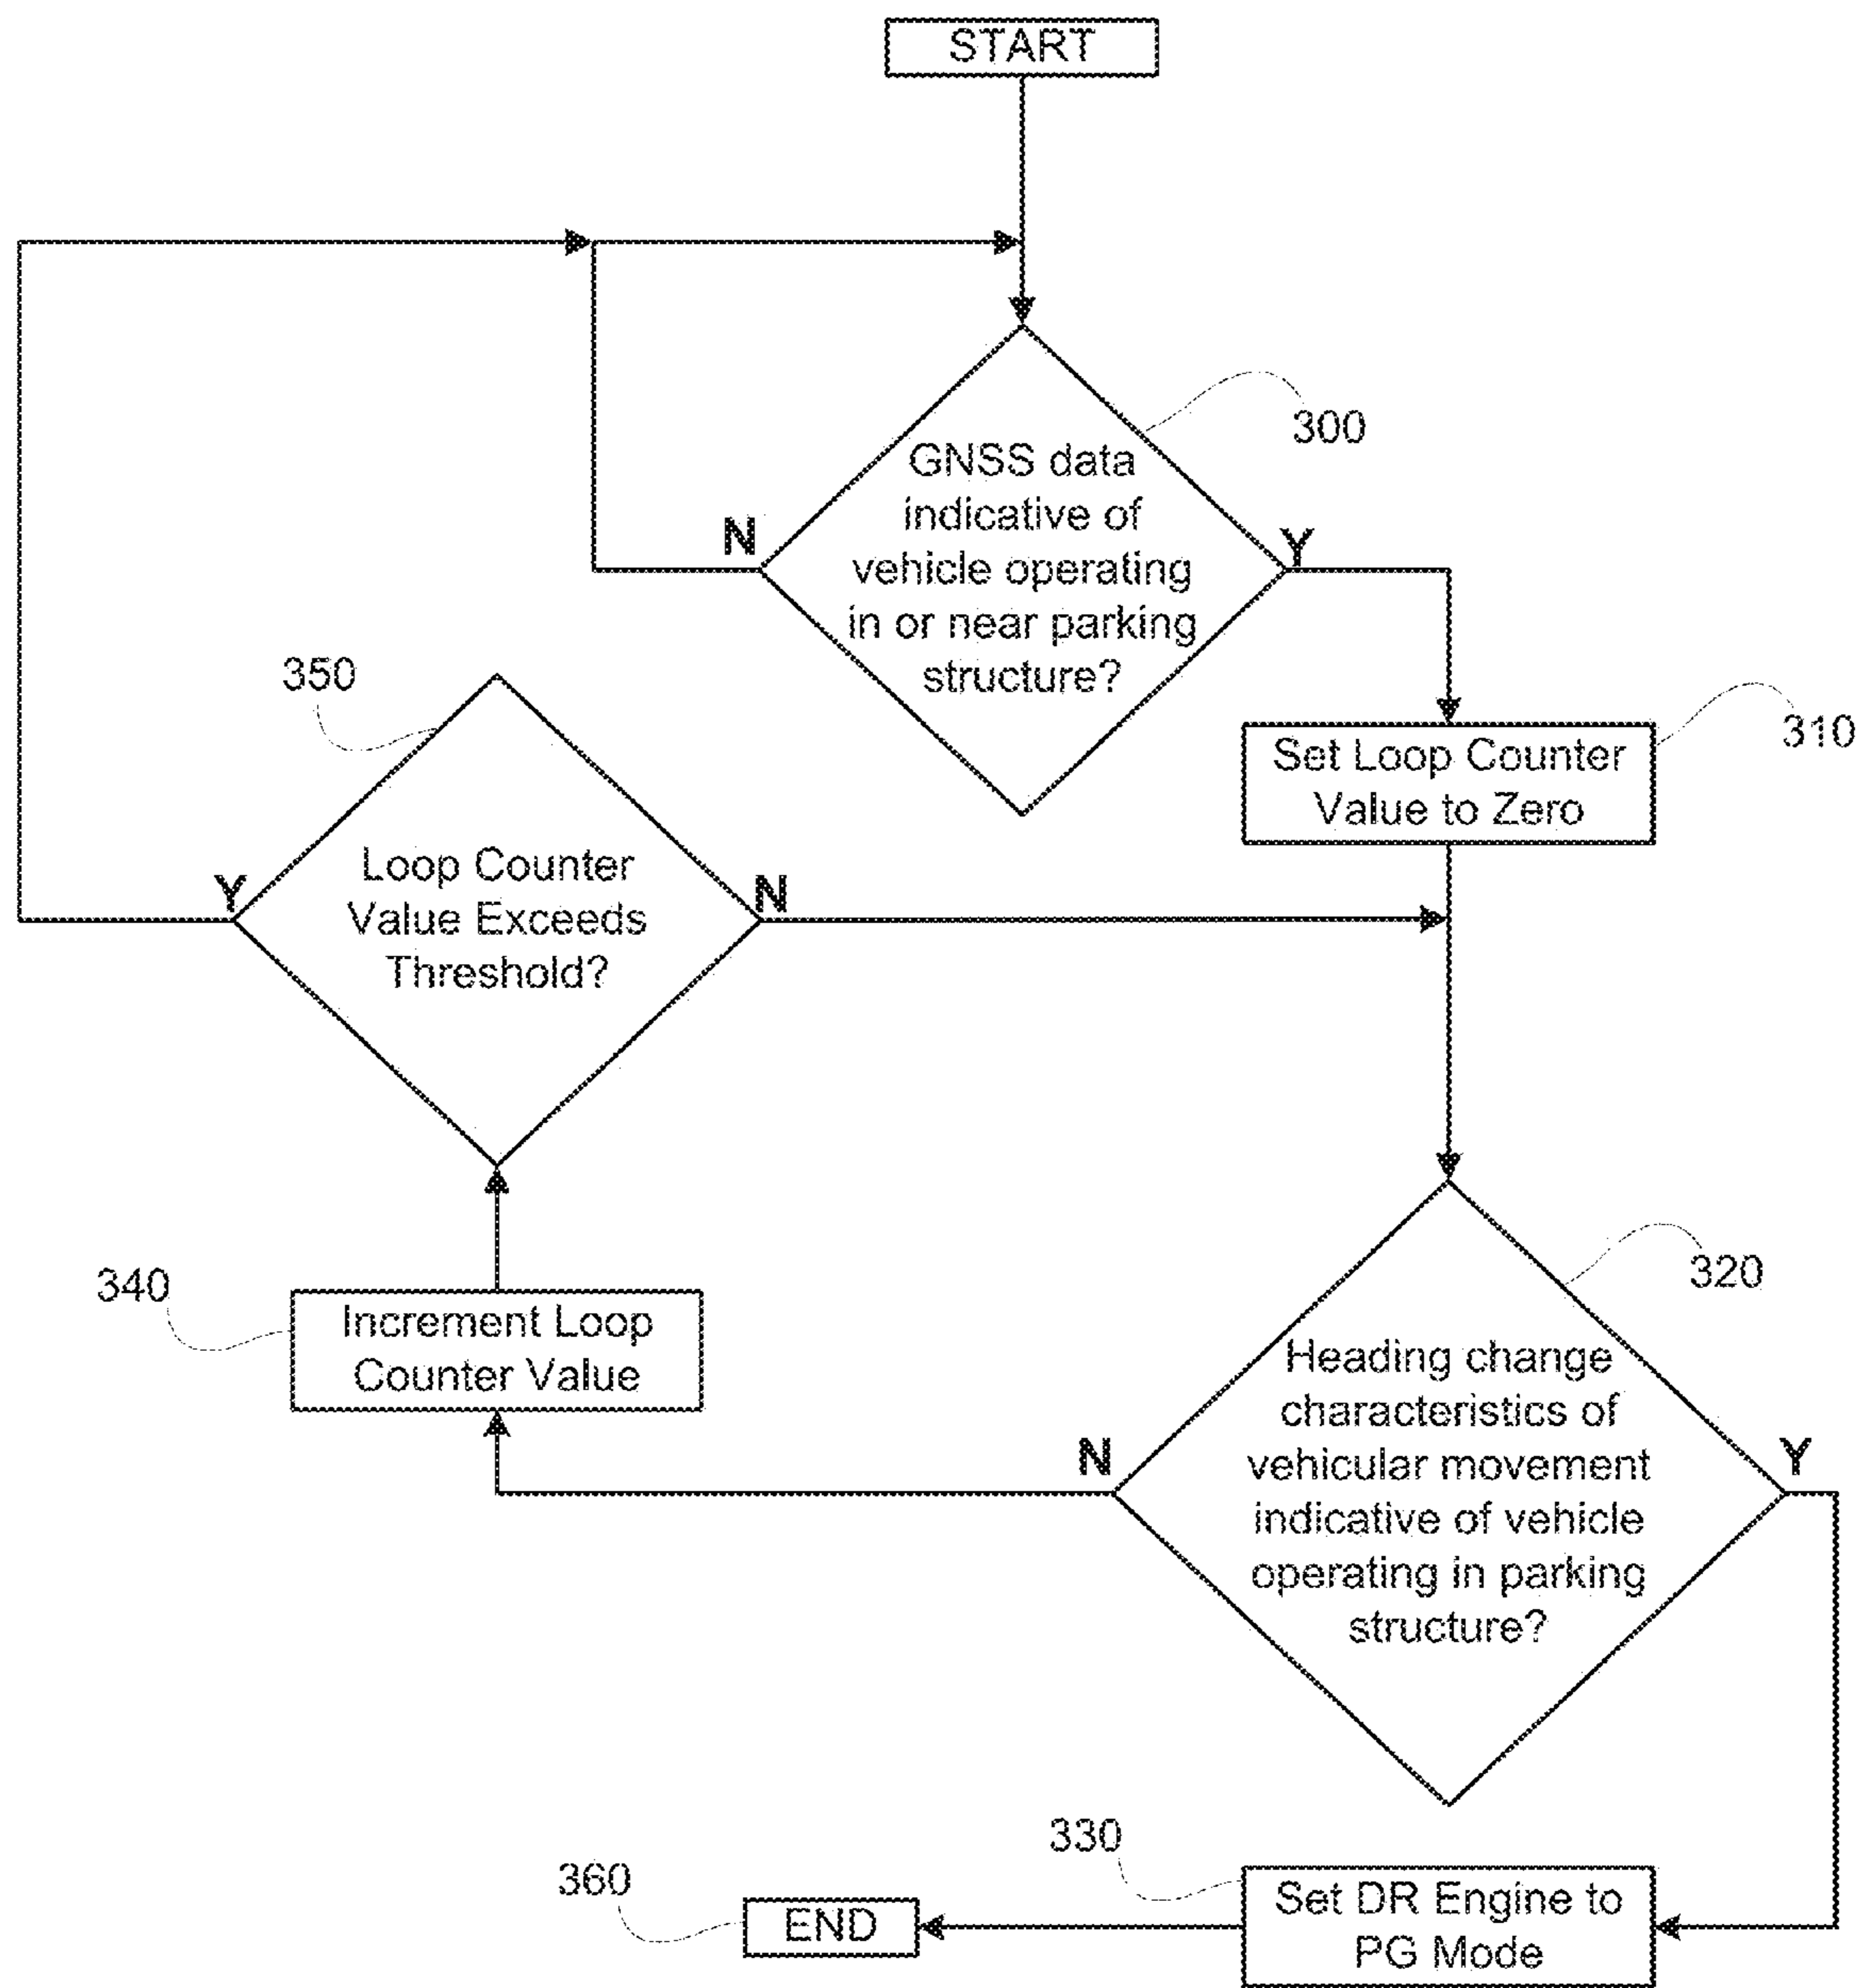 START
300
GNSS data
indicative of
vehicle operating
in or near parking
structure?
N
Y
310
Set Loop Counter
Value to Zero
350
Loop Counter
Value Exceeds
Threshold?
Y
N
320
Heading change
characteristics of
vehicular movement
indicative of vehicle
operating in parking
structure?
N
Y
340
Increment Loop
Counter Value
330
Set DR Engine to
PG Mode
360
END